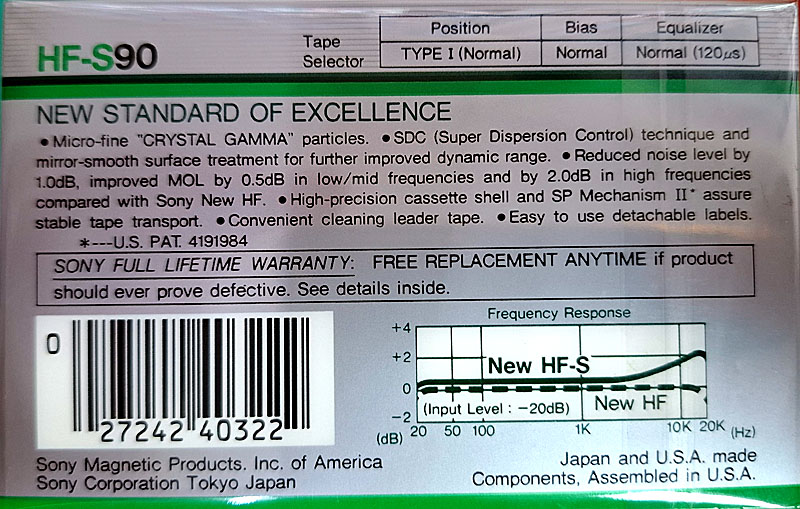 HF-S90
Tape
Selector
Position Bias Equalizer
TYPE I (Normal) Normal Normal (120µs)
NEW STANDARD OF EXCELLENCE
● Micro-fine "CRYSTAL GAMMA" particles. ● SDC (Super Dispersion Control) technique and
mirror-smooth surface treatment for further improved dynamic range. ● Reduced noise level by
1.0dB, improved MOL by 0.5dB in low/mid frequencies and by 2.0dB in high frequencies
compared with Sony New HF. ● High-precision cassette shell and SP Mechanism II* assure
stable tape transport. ● Convenient cleaning leader tape. ● Easy to use detachable labels.
*---U.S. PAT. 4191984
SONY FULL LIFETIME WARRANTY: FREE REPLACEMENT ANYTIME if product
should ever prove defective. See details inside.
0
27242 40322
Frequency Response
+4
+2
0
−2
(dB)
New HF-S
(Input Level : −20dB)
New HF
20 50 100 1K 10K 20K (Hz)
Sony Magnetic Products. Inc. of America
Sony Corporation Tokyo Japan
Japan and U.S.A. made
Components, Assembled in U.S.A.